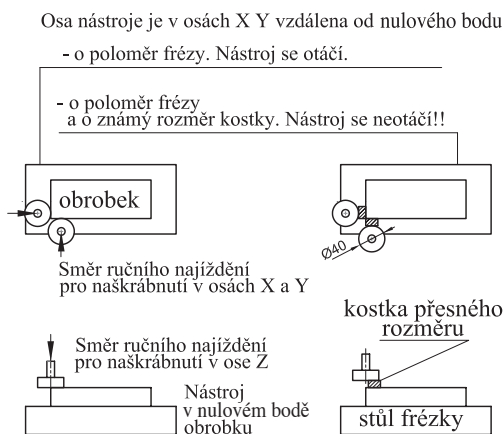 Osa nástroje je v osách X Y vzdálena od nulového bodu
- o poloměr frézy. Nástroj se otáčí.
- o poloměr frézy
a o známý rozměr kostky. Nástroj se neotáčí!!
obrobek
Ø40
Směr ručního najíždění
pro naškrábnutí v osách X a Y
kostka přesného
rozměru
Směr ručního najíždění
pro naškrábnutí v ose Z
Nástroj
v nulovém bodě
obrobku
stůl frézky